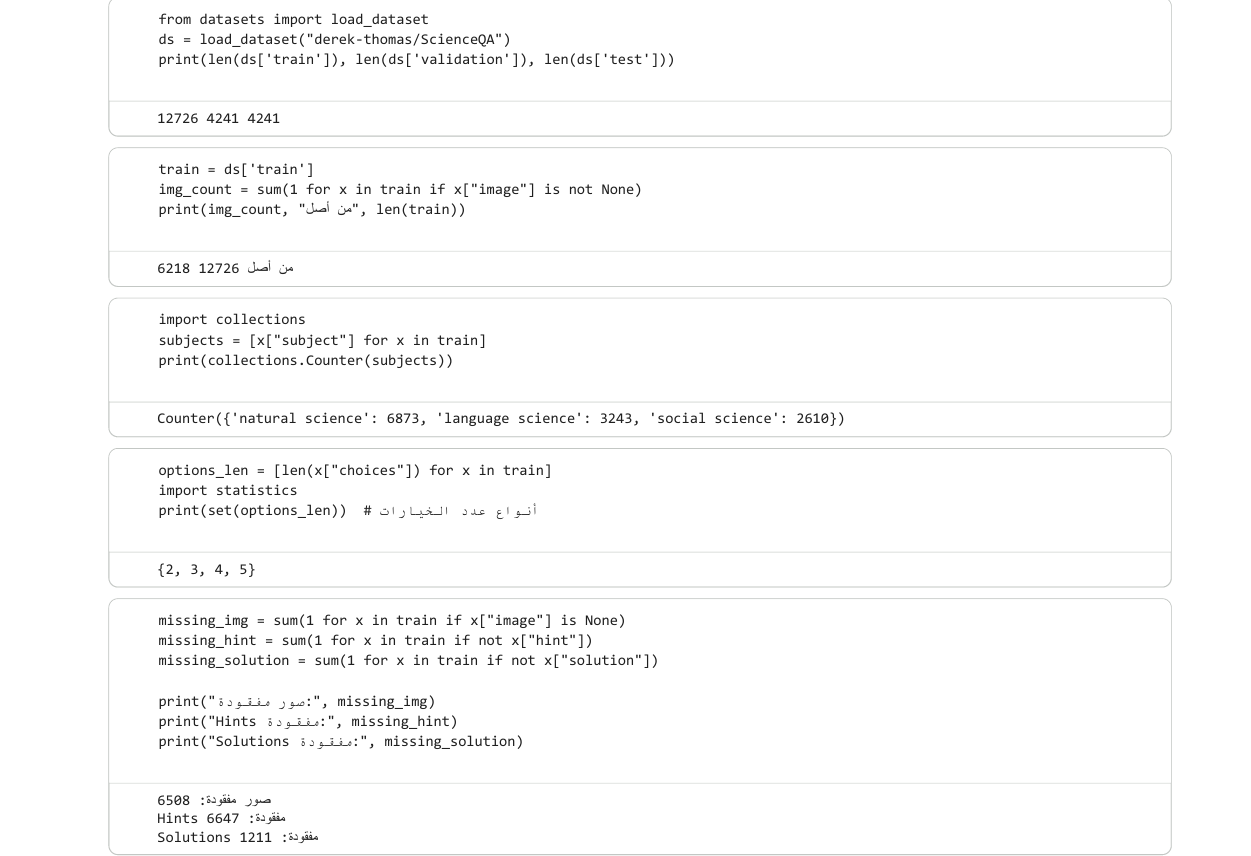 from datasets import load_dataset
ds = load_dataset("derek-thomas/ScienceQA")
print(len(ds['train']), len(ds['validation']), len(ds['test']))
12726 4241 4241
train = ds['train']
img_count = sum(1 for x in train if x["image"] is not None)
print(img_count, "من أصل", len(train))
6218 من أصل 12726
import collections
subjects = [x["subject"] for x in train]
print(collections.Counter(subjects))
Counter({'natural science': 6873, 'language science': 3243, 'social science': 2610})
options_len = [len(x["choices"]) for x in train]
import statistics
print(set(options_len))  # أنواع عدد الخيارات
{2, 3, 4, 5}
missing_img = sum(1 for x in train if x["image"] is None)
missing_hint = sum(1 for x in train if not x["hint"])
missing_solution = sum(1 for x in train if not x["solution"])
print("صور مفقودة:", missing_img)
print("Hints مفقودة:", missing_hint)
print("Solutions مفقودة:", missing_solution)
صور مفقودة: 6508
Hints مفقودة: 6647
Solutions مفقودة: 1211